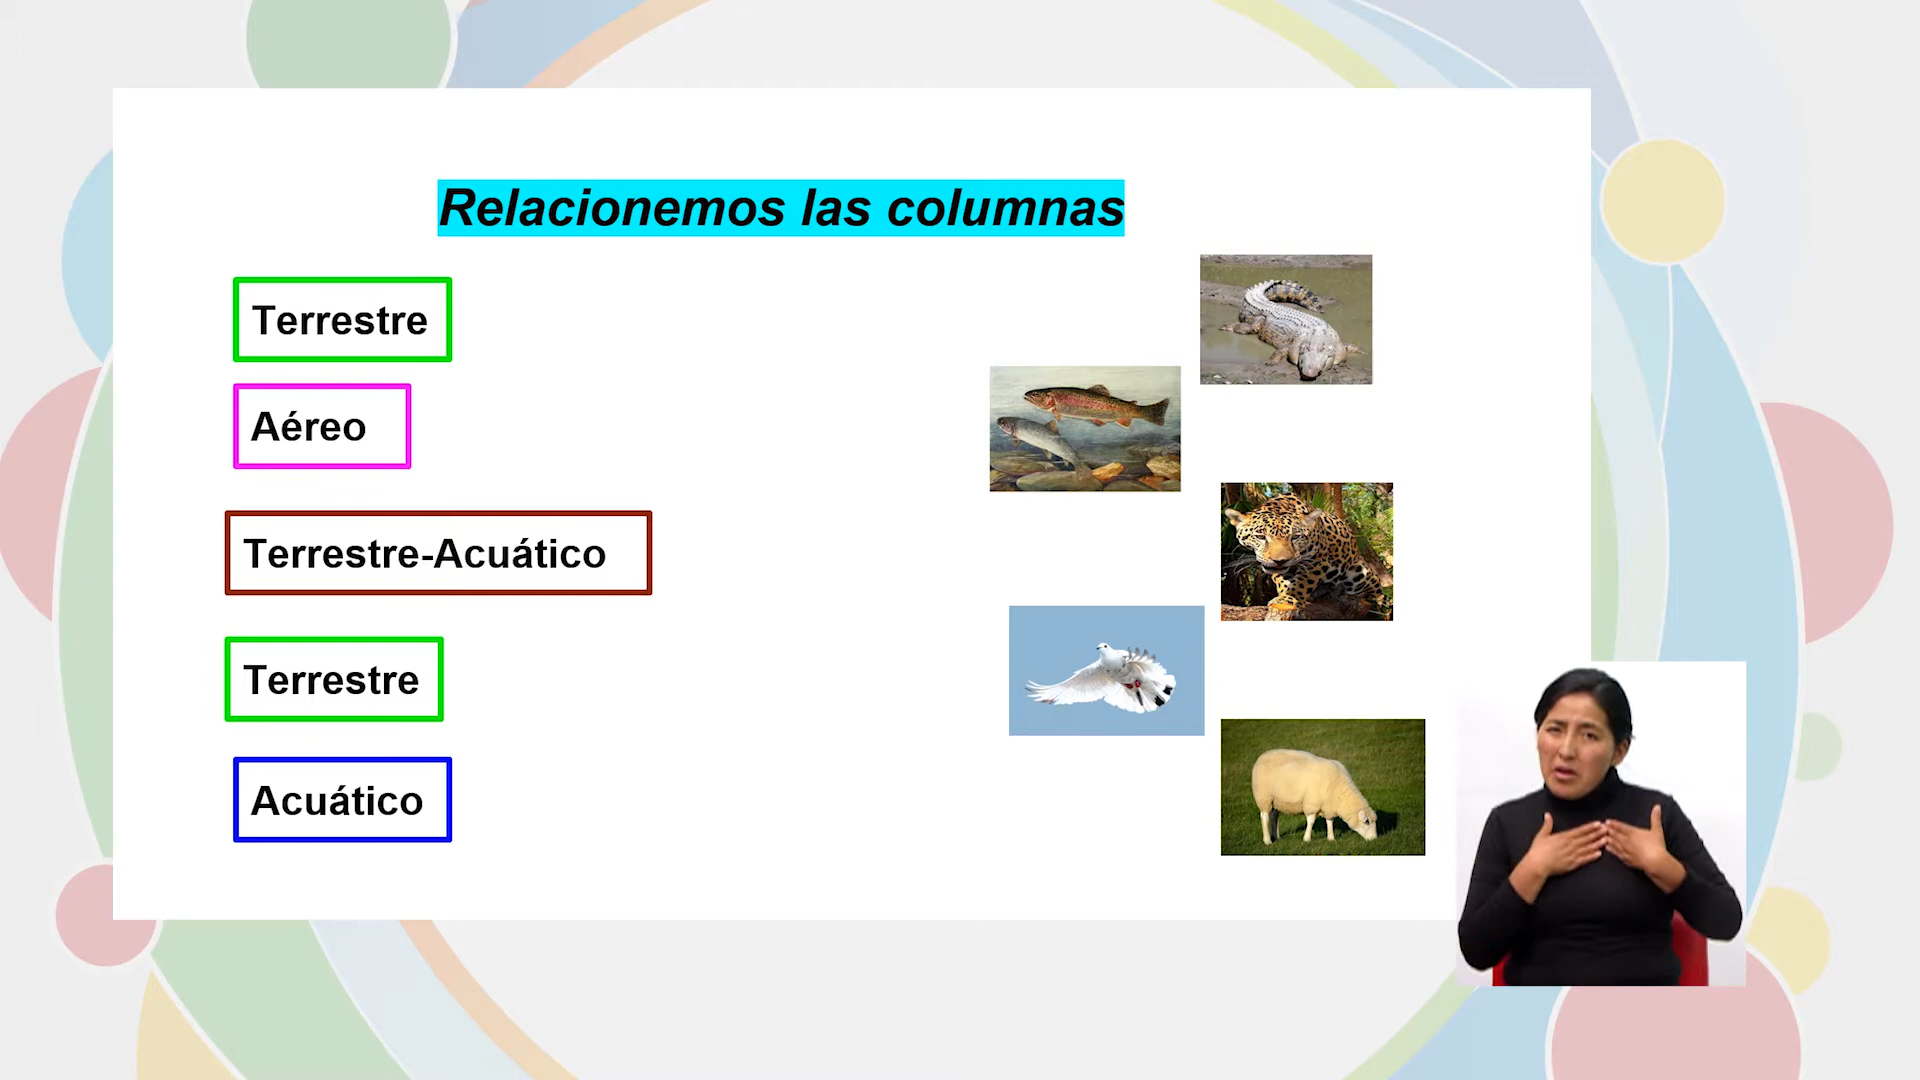 Relacionemos las columnas
Terrestre
Aéreo
Terrestre-Acuático
Terrestre
Acuático